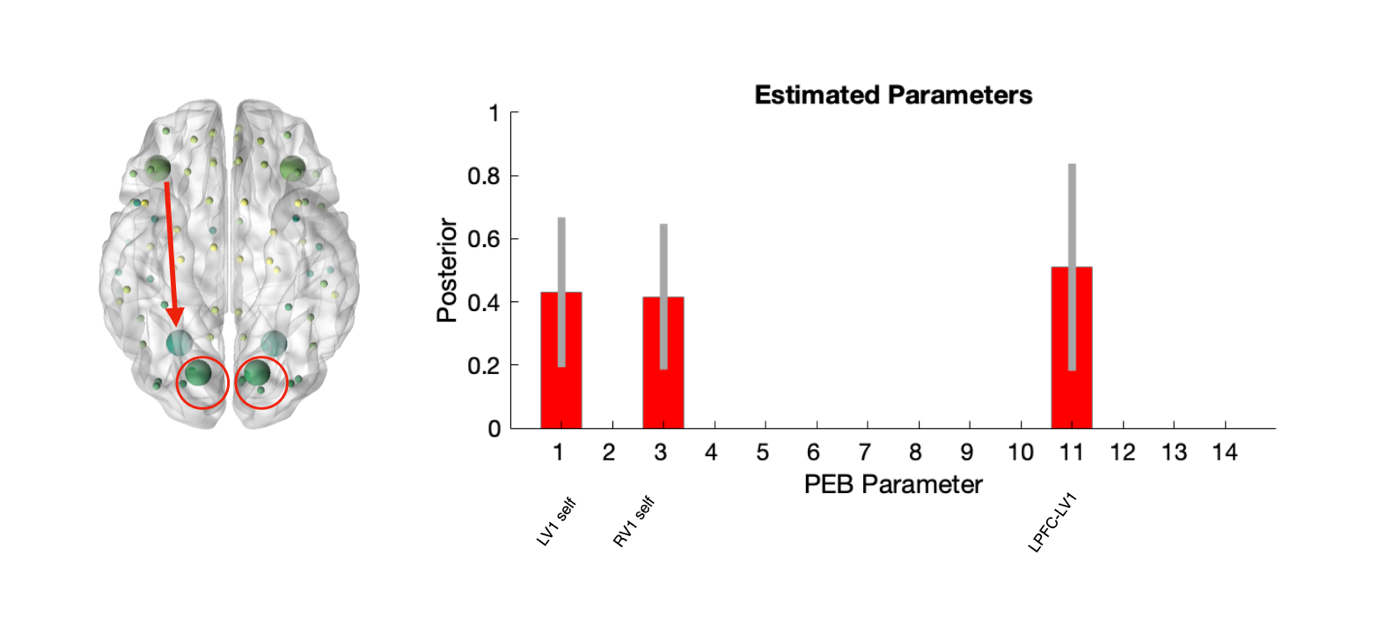 Estimated Parameters
1
0.8
0.6
0.4
0.2
0
Posterior
1 2 3 4 5 6 7 8 9 10 11 12 13 14
PEB Parameter
LV1 self
RV1 self
LPFC-LV1